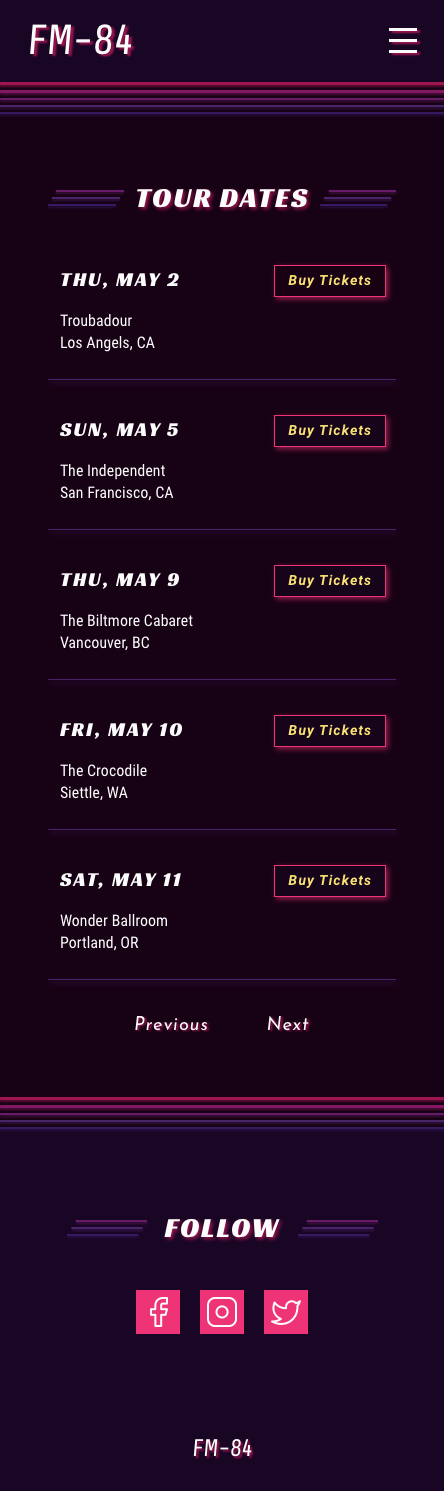 FM-84
TOUR DATES
THU, MAY 2
Buy Tickets
Troubadour
Los Angels, CA
SUN, MAY 5
Buy Tickets
The Independent
San Francisco, CA
THU, MAY 9
Buy Tickets
The Biltmore Cabaret
Vancouver, BC
FRI, MAY 10
Buy Tickets
The Crocodile
Siettle, WA
SAT, MAY 11
Buy Tickets
Wonder Ballroom
Portland, OR
Previous Next
FOLLOW
FM-84